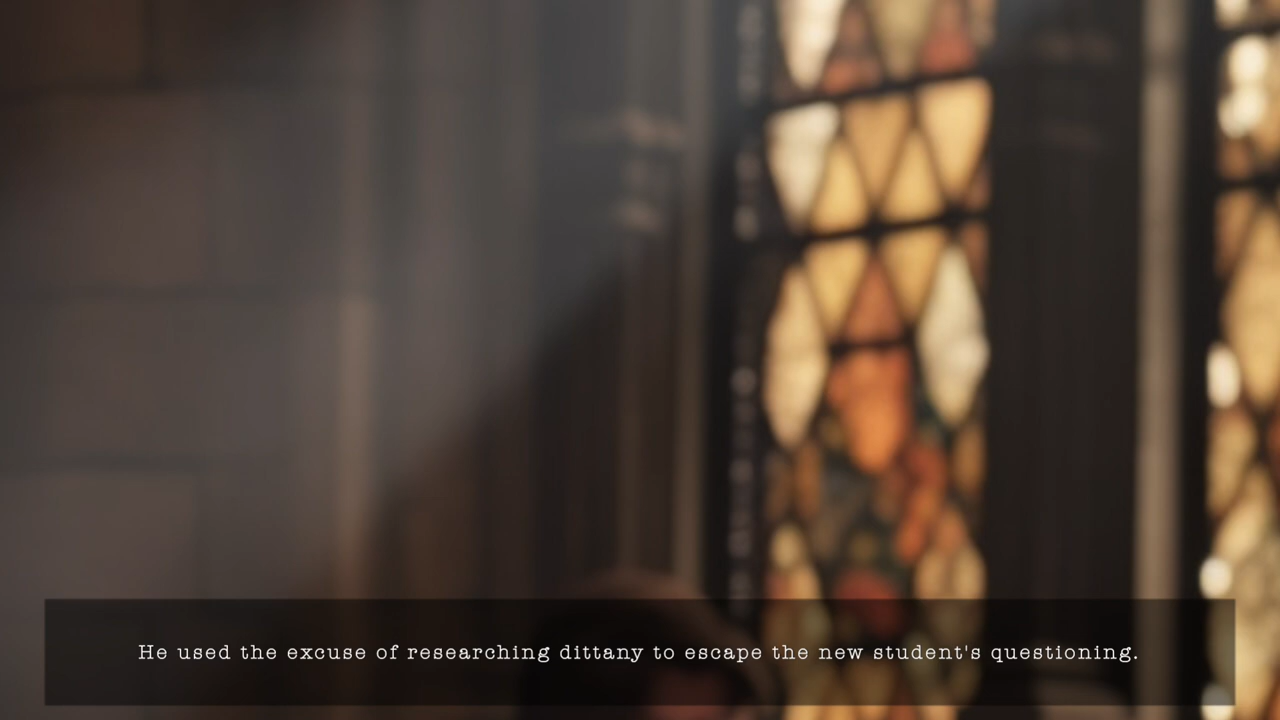 He used the excuse of researching dittany to escape the new student's questioning.